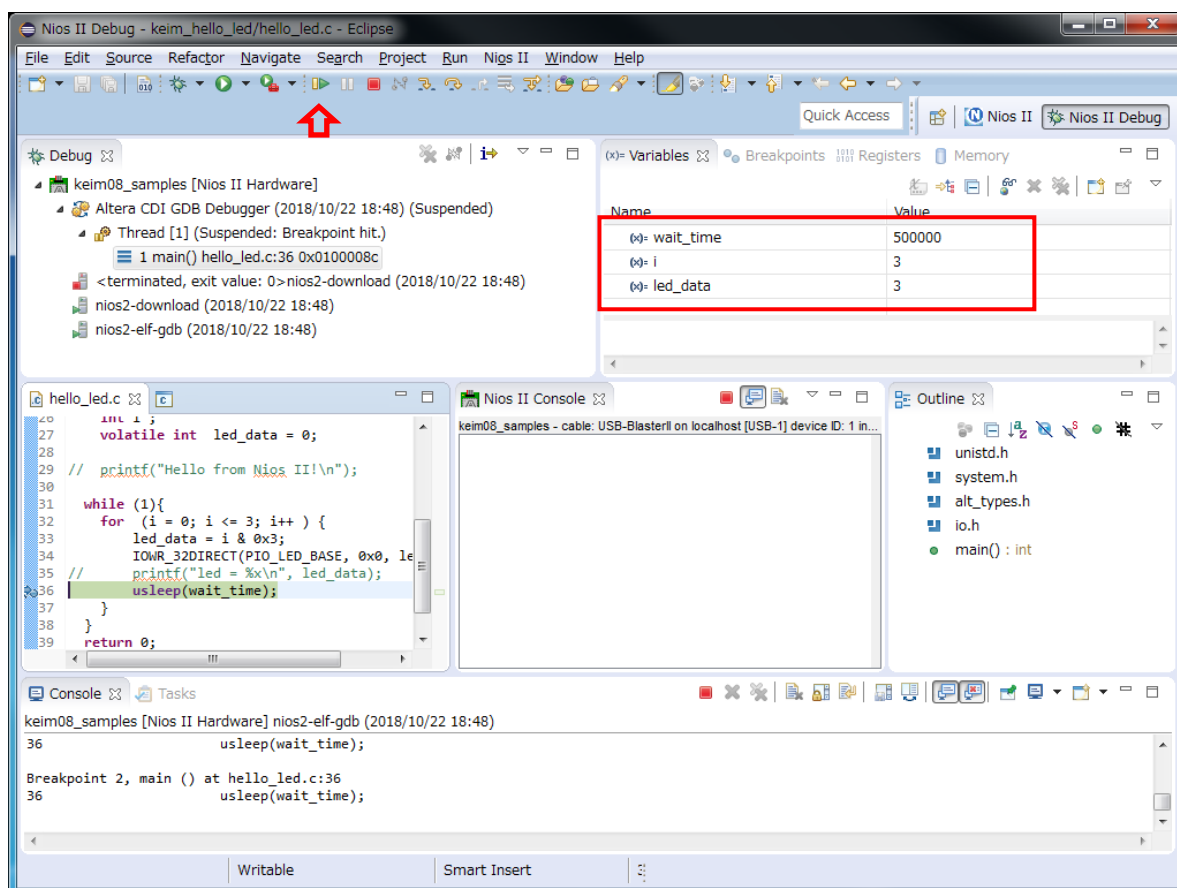 Nios II Debug - keim_hello_led/hello_led.c - Eclipse
File Edit Source Refactor Navigate Search Project Run Nios II Window Help
Quick Access
Nios II
Nios II Debug
Debug
keim08_samples [Nios II Hardware]
Altera CDI GDB Debugger (2018/10/22 18:48) (Suspended)
Thread [1] (Suspended: Breakpoint hit.)
1 main() hello_led.c:36 0x0100008c
<terminated, exit value: 0>nios2-download (2018/10/22 18:48)
nios2-download (2018/10/22 18:48)
nios2-elf-gdb (2018/10/22 18:48)
(x)= Variables Breakpoints Registers Memory
Name Value
(x)= wait_time 500000
(x)= i 3
(x)= led_data 3
hello_led.c
26 int i ;
27 volatile int led_data = 0;
28
29 // printf("Hello from Nios II!\n");
30
31 while (1){
32 for (i = 0; i <= 3; i++ ) {
33 led_data = i & 0x3;
34 IOWR_32DIRECT(PIO_LED_BASE, 0x0, le
35 // printf("led = %x\n", led_data);
36 usleep(wait_time);
37 }
38 }
39 return 0;
Nios II Console
keim08_samples - cable: USB-BlasterII on localhost [USB-1] device ID: 1 in...
Outline
unistd.h
system.h
alt_types.h
io.h
main() : int
Console Tasks
keim08_samples [Nios II Hardware] nios2-elf-gdb (2018/10/22 18:48)
36 usleep(wait_time);
Breakpoint 2, main () at hello_led.c:36
36 usleep(wait_time);
Writable Smart Insert